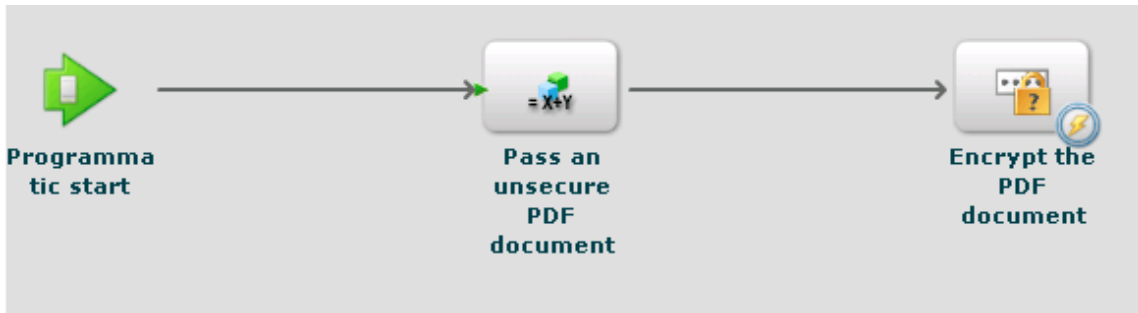 = X+Y
?
Programma
tic start
Pass an
unsecure
PDF
document
Encrypt the
PDF
document